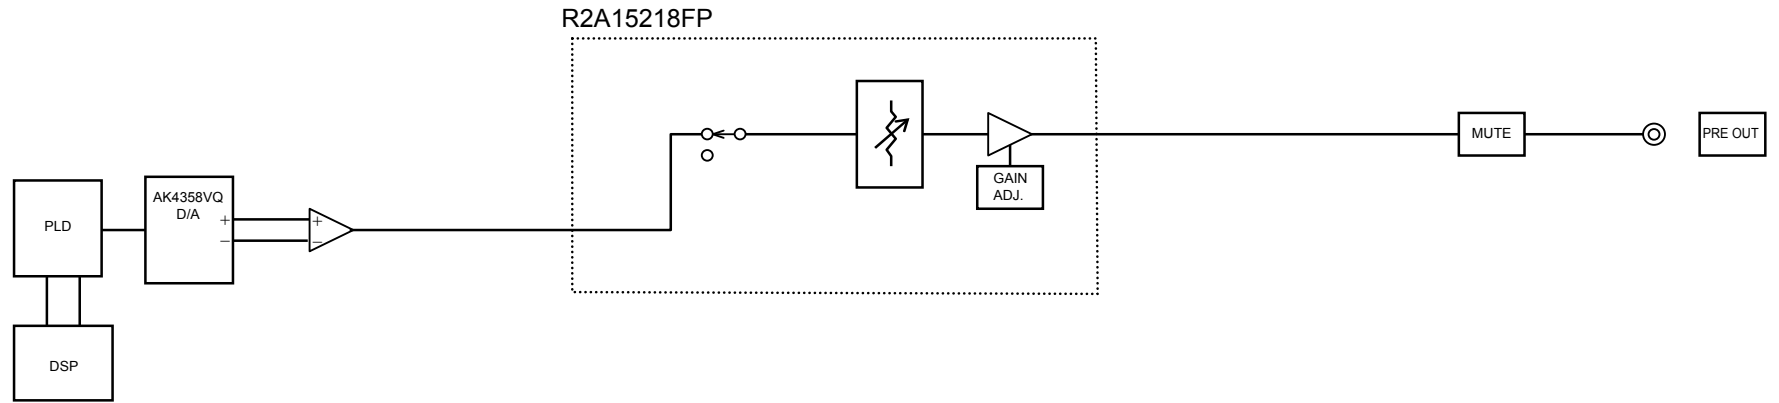 R2A15218FP
MUTE
PRE OUT
GAIN
ADJ.
AK4358VQ
D/A
+
−
+
−
PLD
DSP